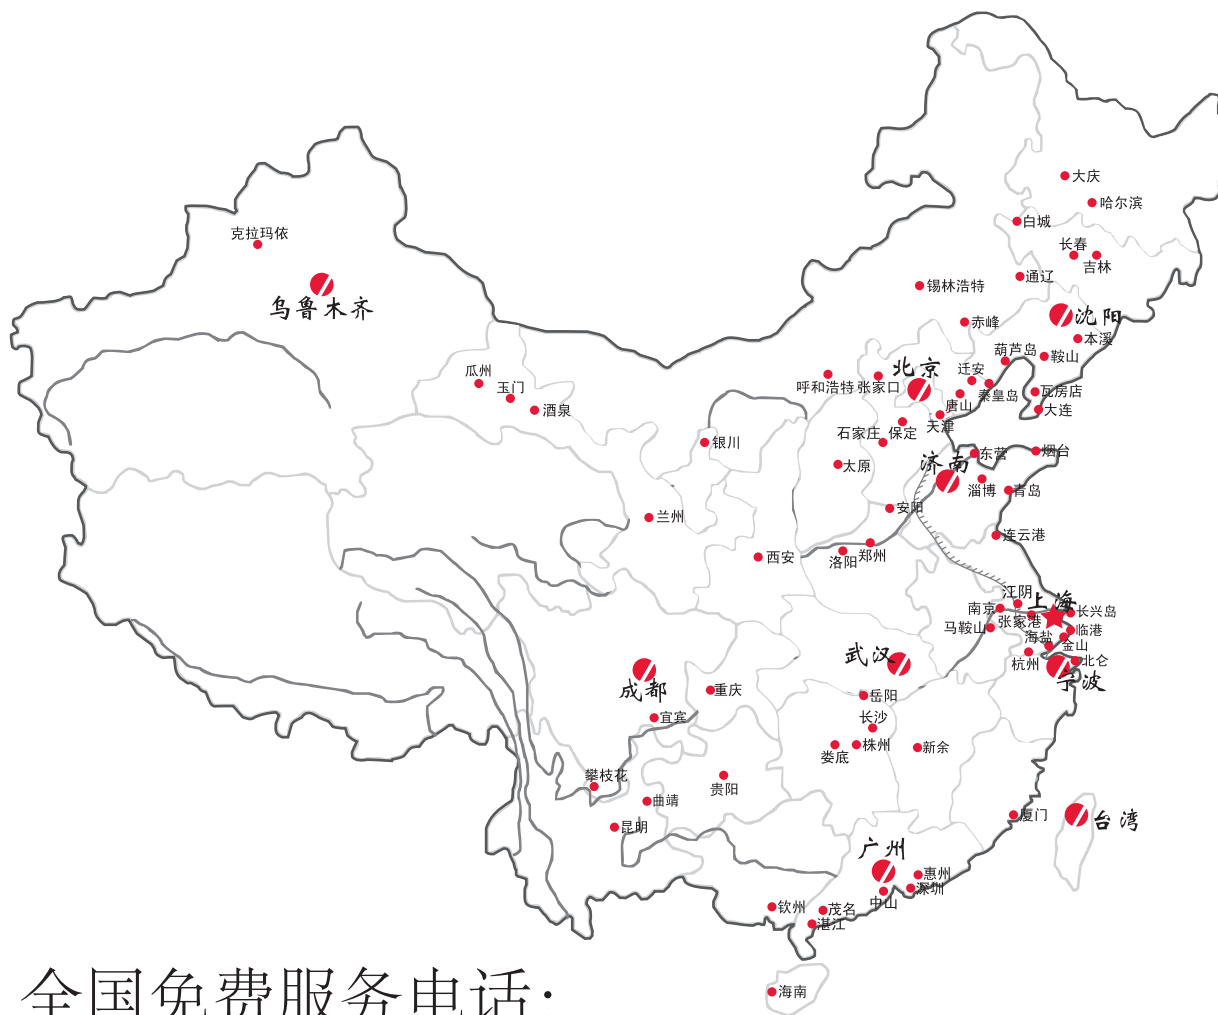 大庆
哈尔滨
白城
克拉玛依
长春
吉林
通辽
锡林浩特
乌鲁木齐
沈阳
赤峰
本溪
葫芦岛
鞍山
北京
迁安
瓜州
呼和浩特
张家口
玉门
秦皇岛
瓦房店
唐山
酒泉
大连
天津
石家庄
保定
银川
东营
烟台
济南
太原
淄博
青岛
安阳
兰州
连云港
西安
洛阳
郑州
江阴
上海
南京
张家港
长兴岛
马鞍山
临港
海盐
金山
武汉
杭州
北仑
宁波
成都
重庆
岳阳
宜宾
长沙
娄底
株州
新余
攀枝花
贵阳
曲靖
厦门
台湾
昆明
广州
惠州
深圳
中山
钦州
茂名
湛江
海南
全国免费服务电话: